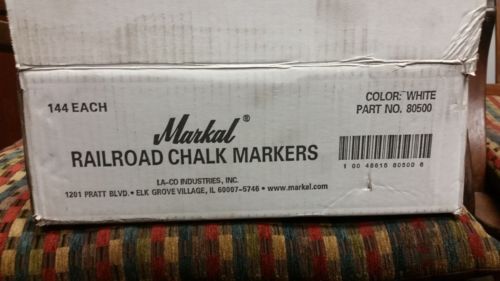 144 EACH
COLOR: WHITE
PART NO. 80500
Markal®
RAILROAD CHALK MARKERS
1 00 48615 80500 6
LA-CO INDUSTRIES, INC.
1201 PRATT BLVD. • ELK GROVE VILLAGE, IL 60007-5746 • www.markal.com